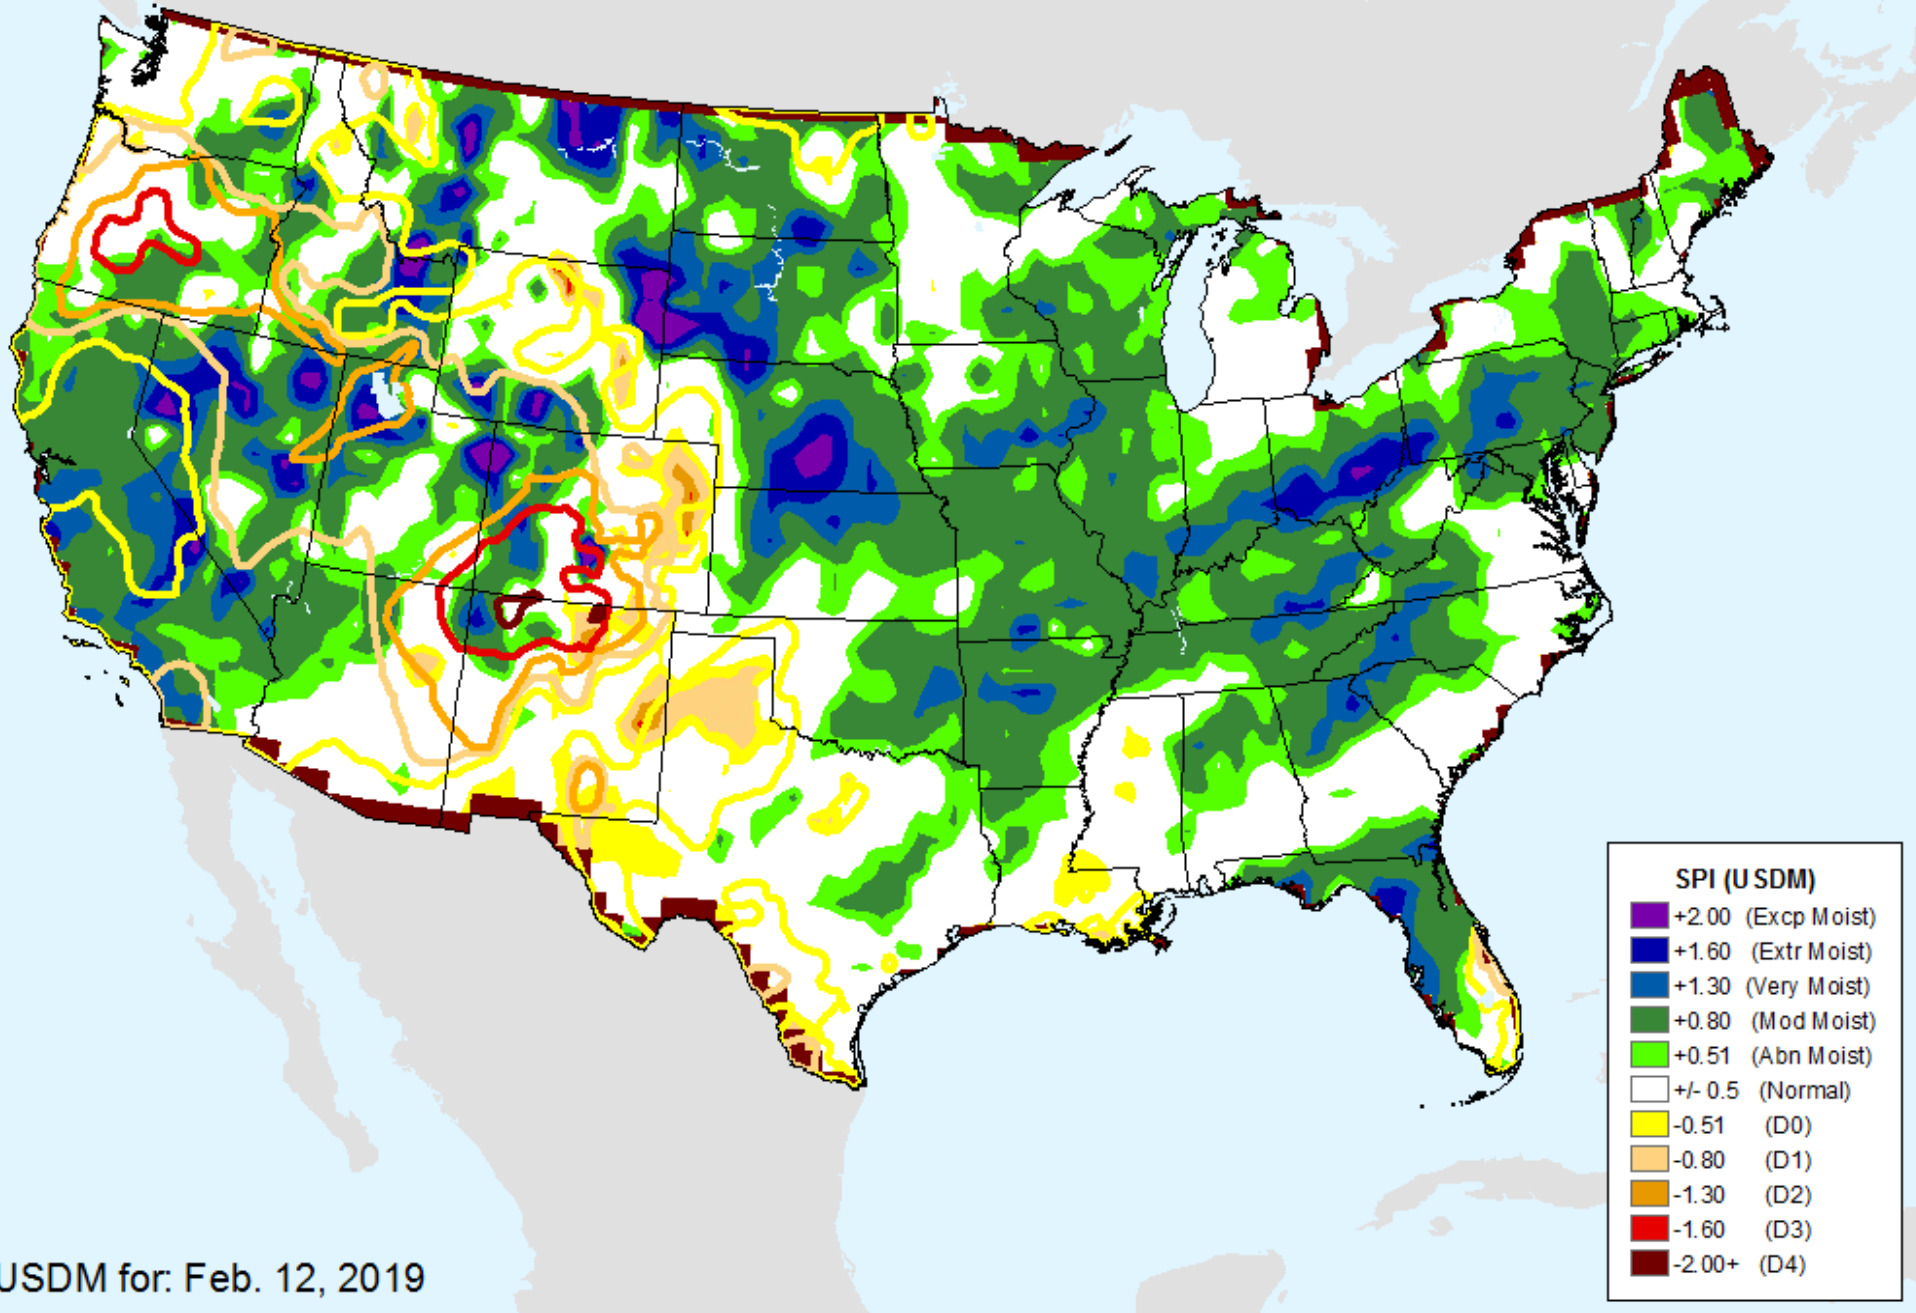 SPI (USDM)
+2.00 (Excp Moist)
+1.60 (Extr Moist)
+1.30 (Very Moist)
+0.80 (Mod Moist)
+0.51 (Abn Moist)
+/- 0.5 (Normal)
-0.51 (D0)
-0.80 (D1)
-1.30 (D2)
-1.60 (D3)
-2.00+ (D4)
USDM for: Feb. 12, 2019